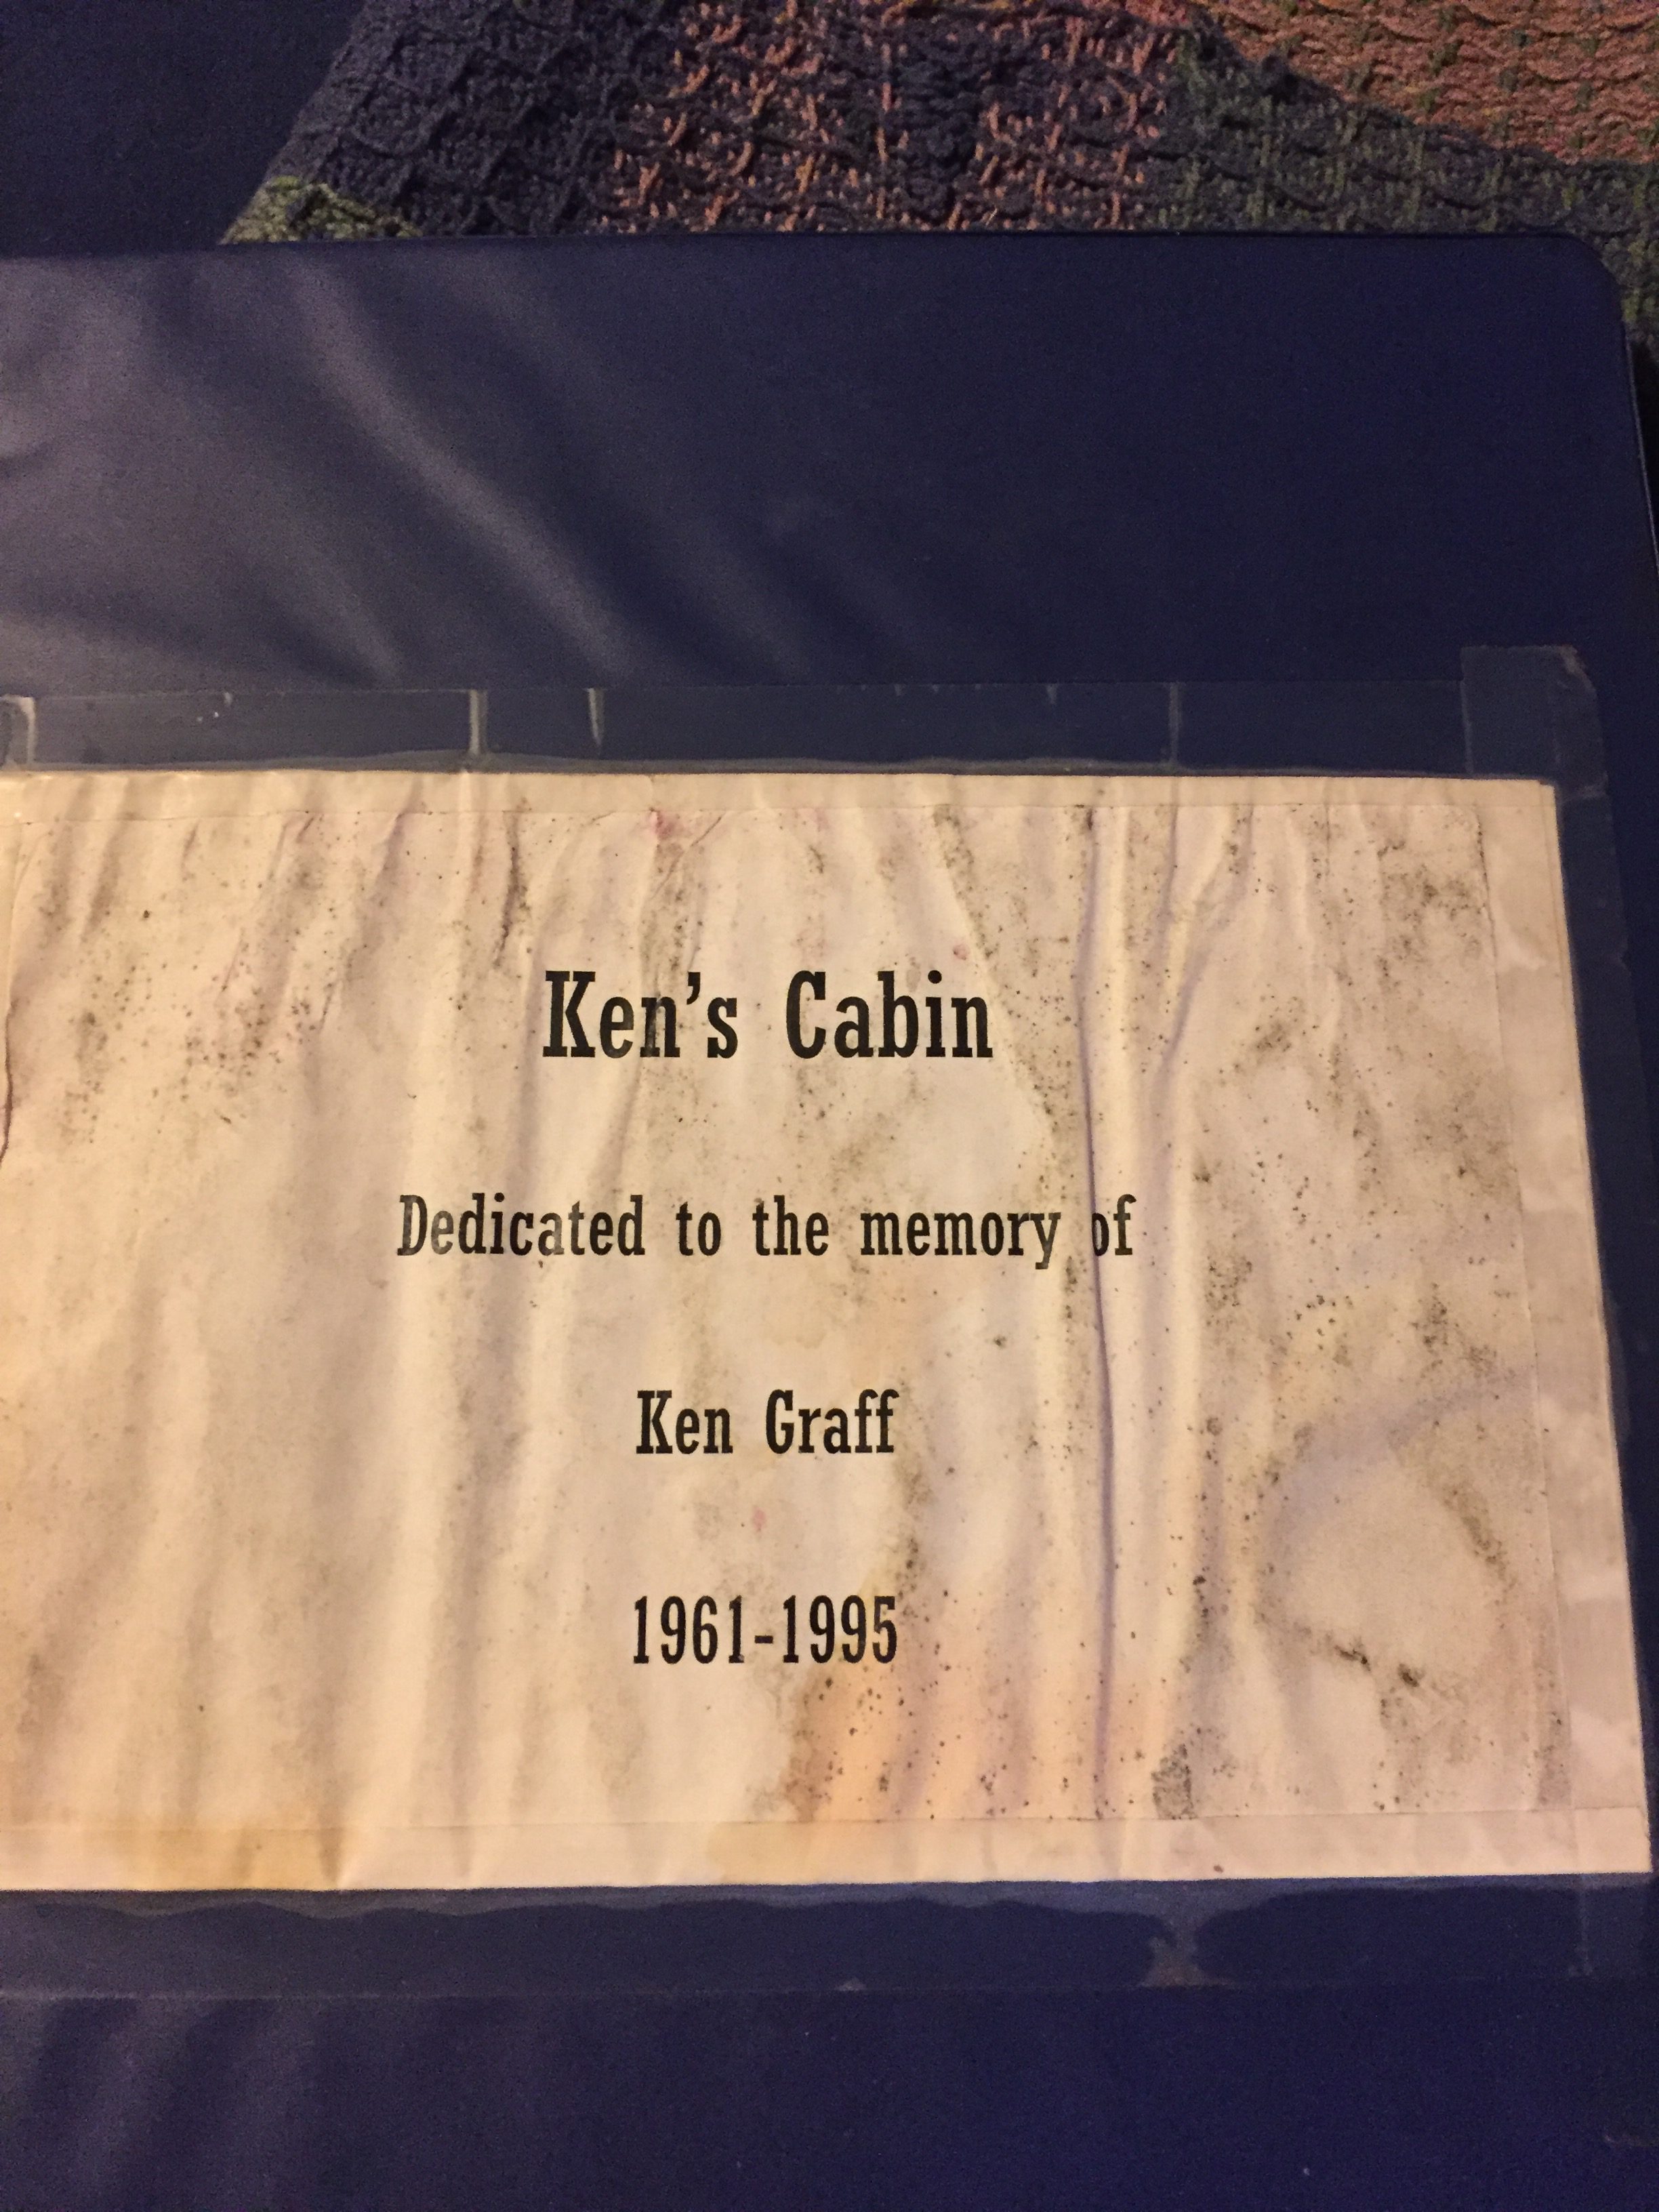 Ken's Cabin
Dedicated to the memory of
Ken Graff
1961-1995